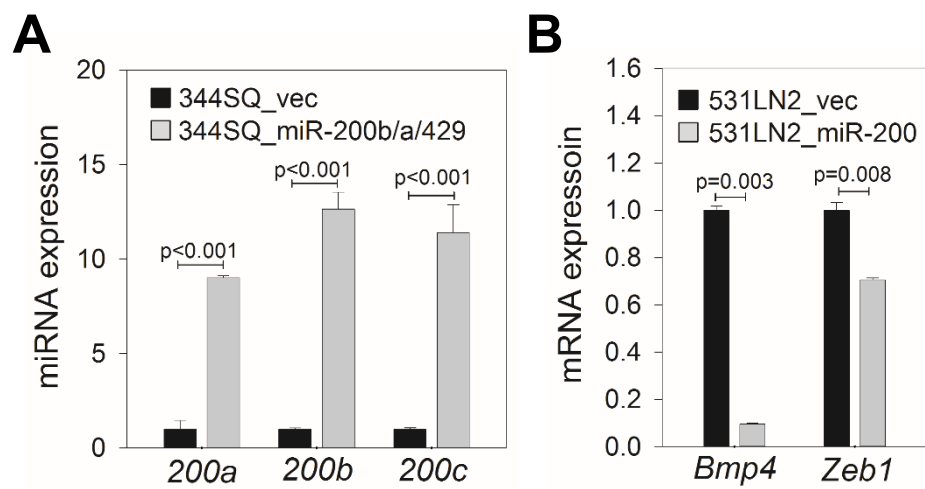 A
miRNA expression
20
15
10
5
0
344SQ_vec
344SQ_miR-200b/a/429
p<0.001
p<0.001
p<0.001
200a
200b
200c
B
mRNA expressoin
1.6
1.4
1.2
1.0
0.8
0.6
0.4
0.2
0.0
531LN2_vec
531LN2_miR-200
p=0.003
p=0.008
Bmp4
Zeb1